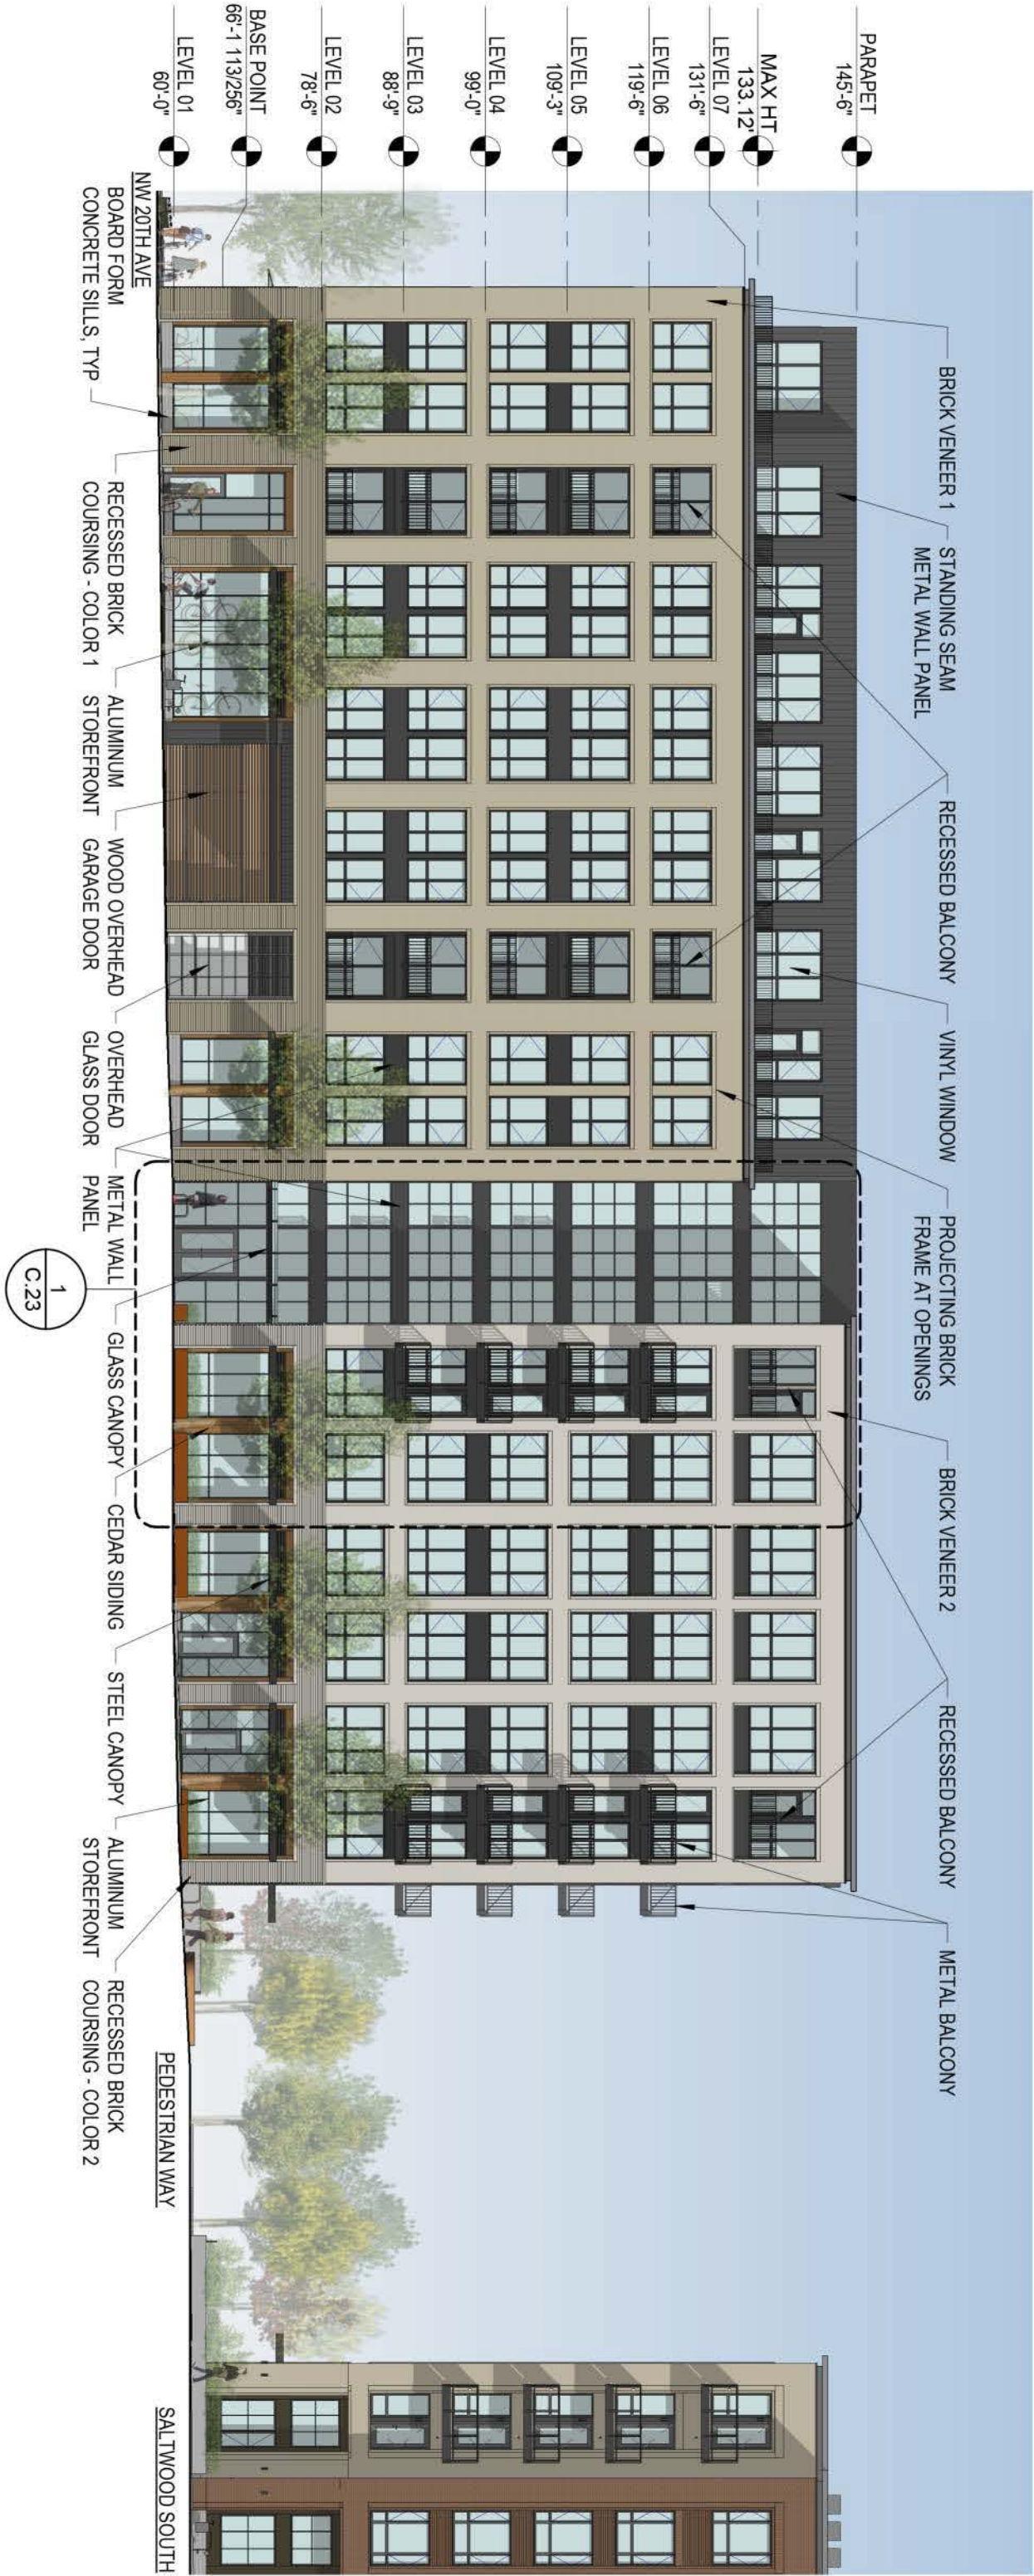 PARAPET
145'-6"
MAX HT
133.12'
LEVEL 07
131'-6"
LEVEL 06
119'-6"
LEVEL 05
109'-3"
LEVEL 04
99'-0"
LEVEL 03
88'-9"
LEVEL 02
78'-6"
BASE POINT
66'-1 113/256"
LEVEL 01
60'-0"
BRICK VENEER 1
STANDING SEAM
METAL WALL PANEL
RECESSED BALCONY
VINYL WINDOW
PROJECTING BRICK
FRAME AT OPENINGS
BRICK VENEER 2
RECESSED BALCONY
METAL BALCONY
NW 20TH AVE
BOARD FORM
CONCRETE SILLS, TYP
RECESSED BRICK
COURSING - COLOR 1
ALUMINUM
STOREFRONT
WOOD OVERHEAD
GARAGE DOOR
OVERHEAD
GLASS DOOR
METAL WALL
PANEL
GLASS CANOPY
CEDAR SIDING
STEEL CANOPY
ALUMINUM
STOREFRONT
RECESSED BRICK
COURSING - COLOR 2
PEDESTRIAN WAY
SALTWOOD SOUTH
1
C.23